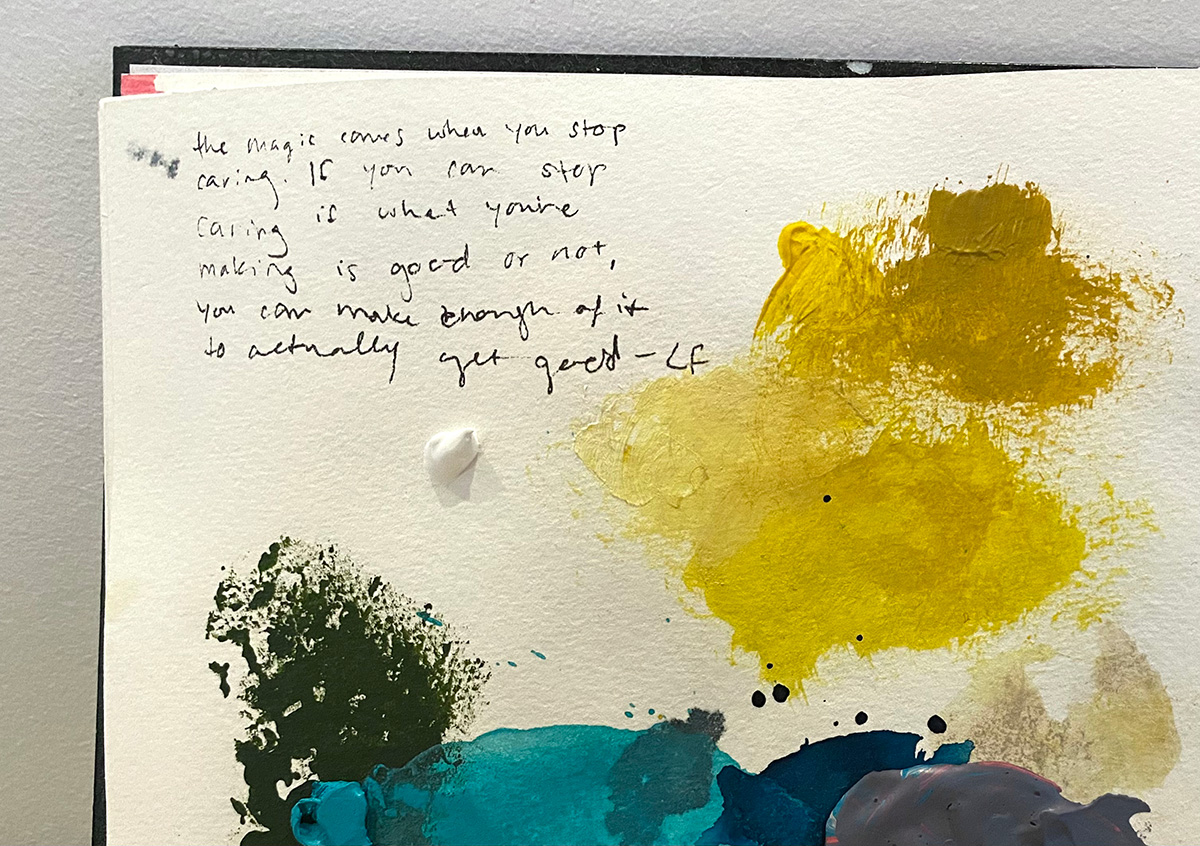 the magic comes when you stop
caring. If you can stop
caring if what you're
making is good or not,
you can make enough of it
to actually get good - LF